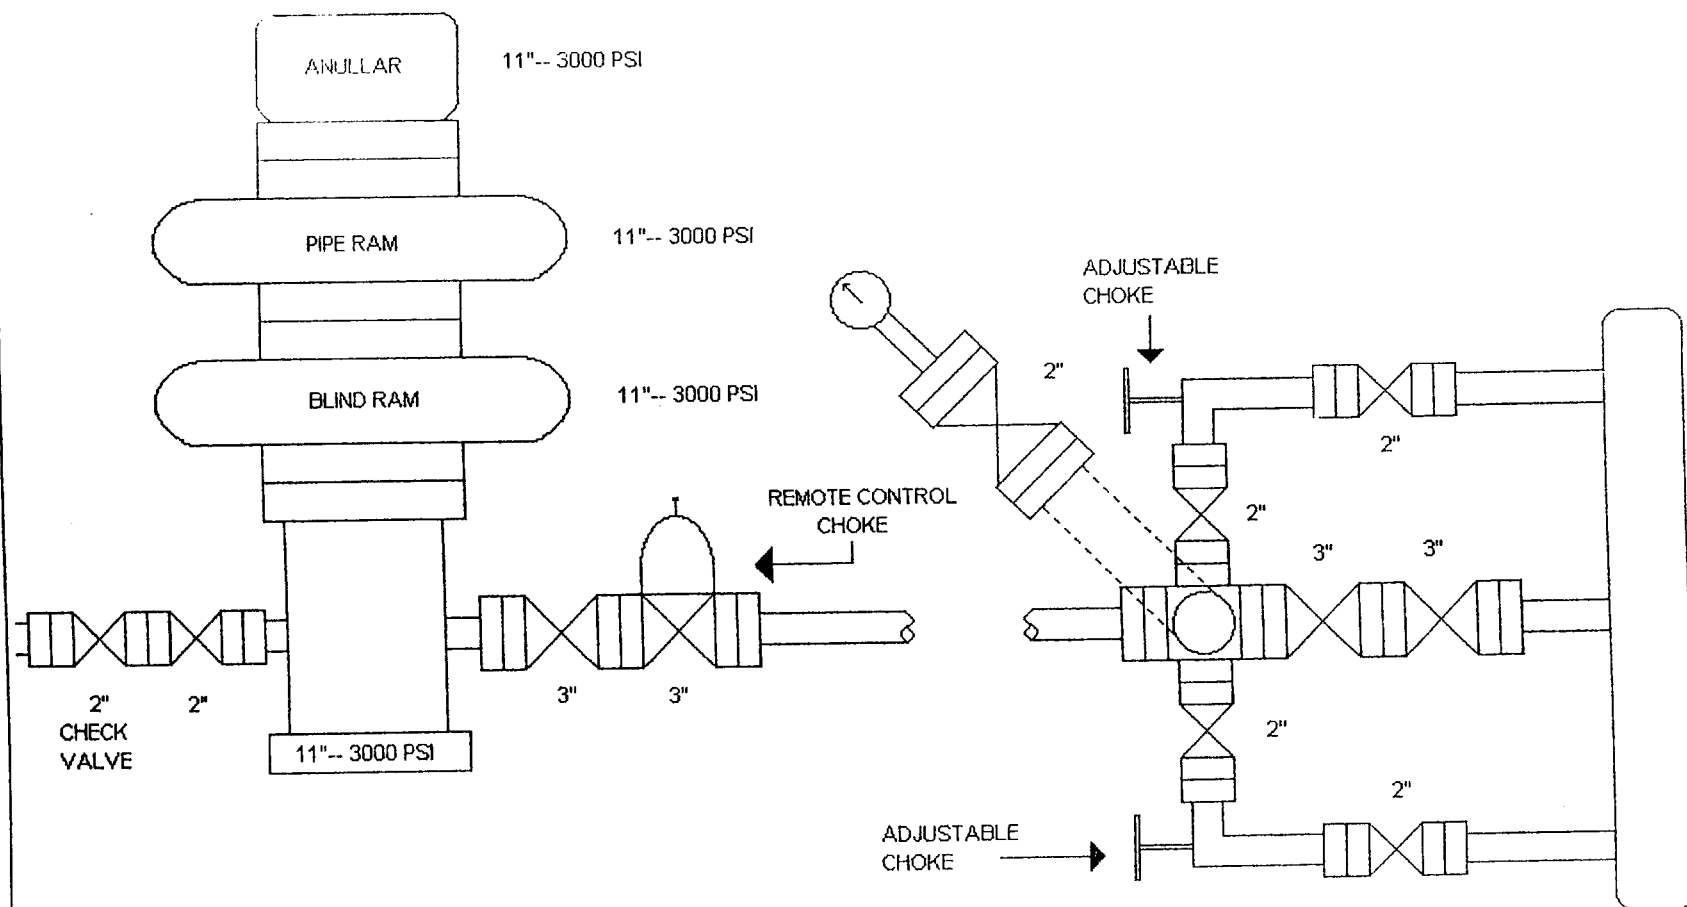 ANULLAR
11"-- 3000 PSI
PIPE RAM
11"-- 3000 PSI
BLIND RAM
11"-- 3000 PSI
ADJUSTABLE
CHOKE
2"
2"
REMOTE CONTROL
CHOKE
2"
3"
3"
2"
CHECK
VALVE
2"
3"
3"
11"-- 3000 PSI
2"
2"
ADJUSTABLE
CHOKE